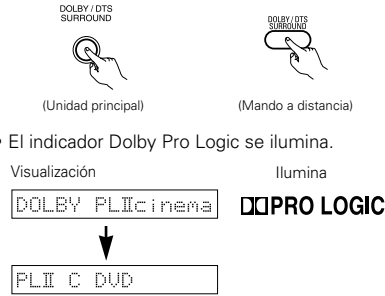 DOLBY / DTS
SURROUND
DOLBY / DTS
SURROUND
(Unidad principal)
(Mando a distancia)
• El indicador Dolby Pro Logic se ilumina.
Visualización
Ilumina
DOLBY PLⅡcinema
PRO LOGIC
PLⅡ C DVD